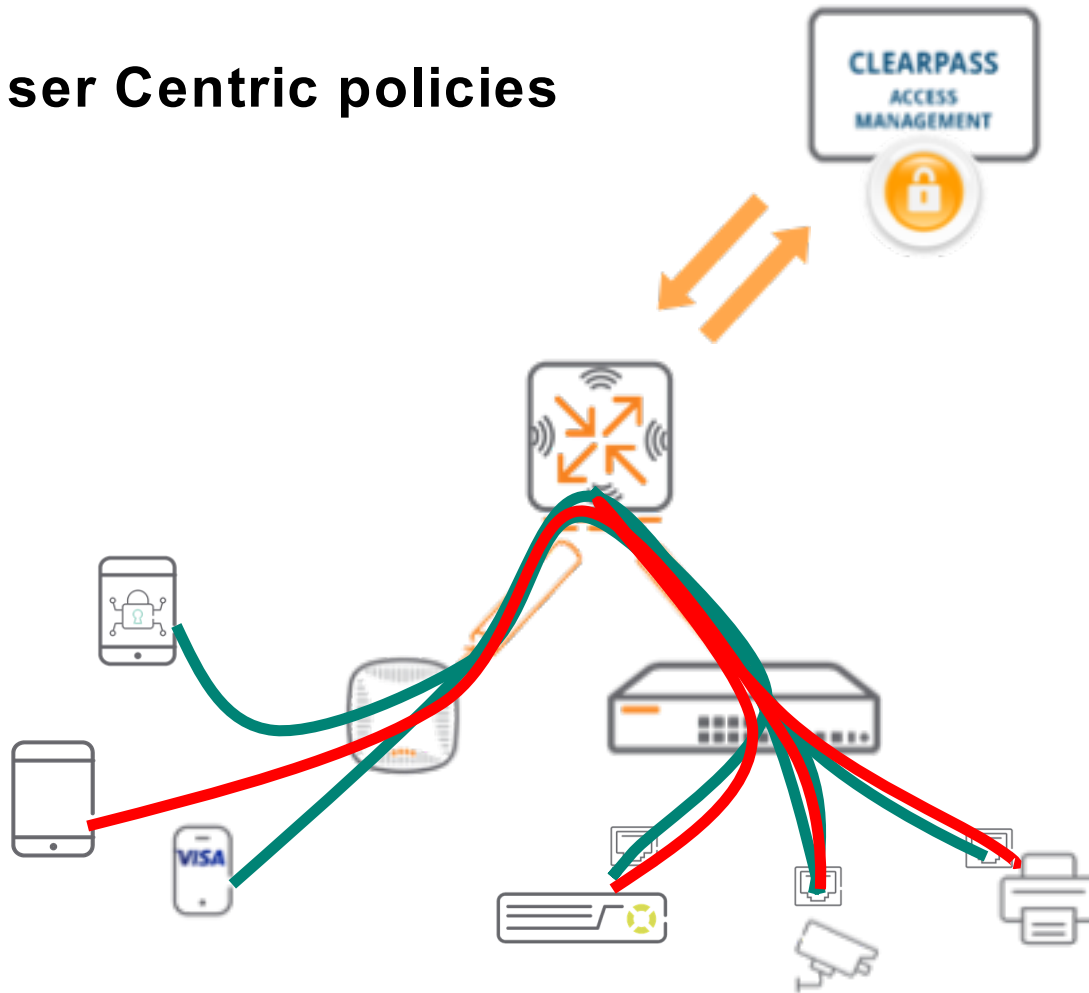 ser Centric policies
CLEARPASS
ACCESS
MANAGEMENT
VISA